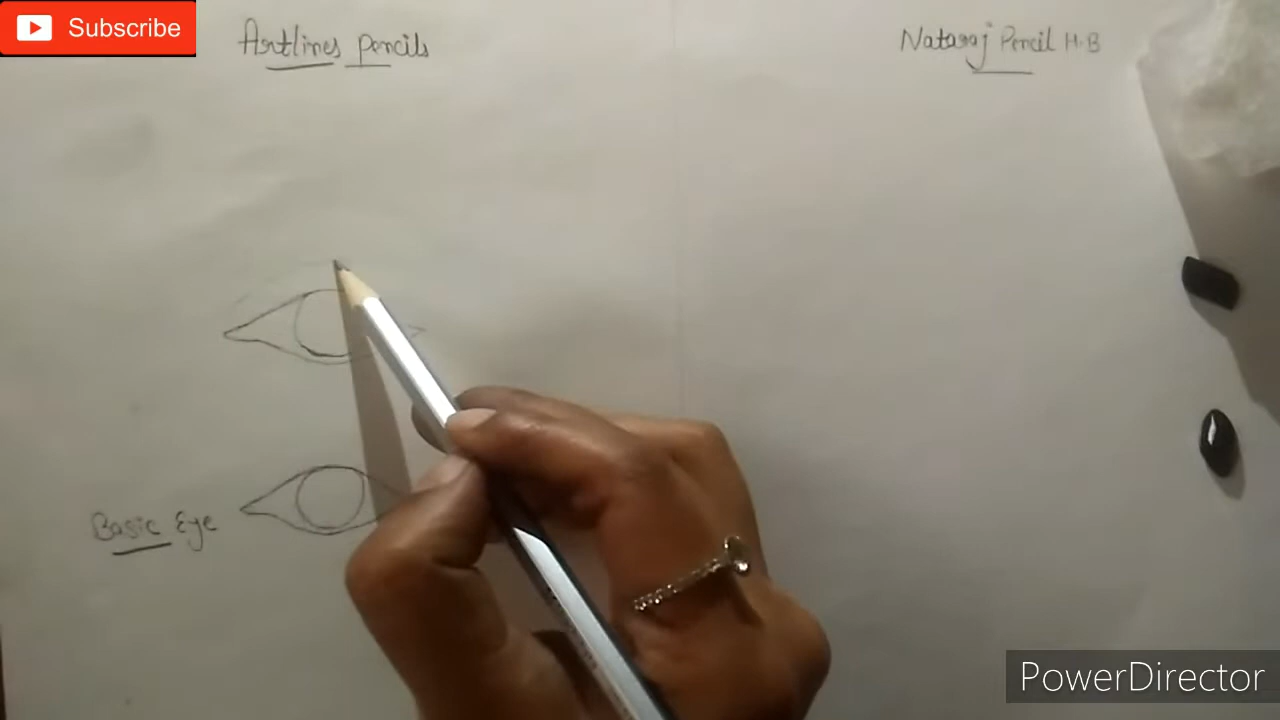 Subscribe
Artlines Pencils
Nataraj Pencil H.B
Basic Eye
PowerDirector